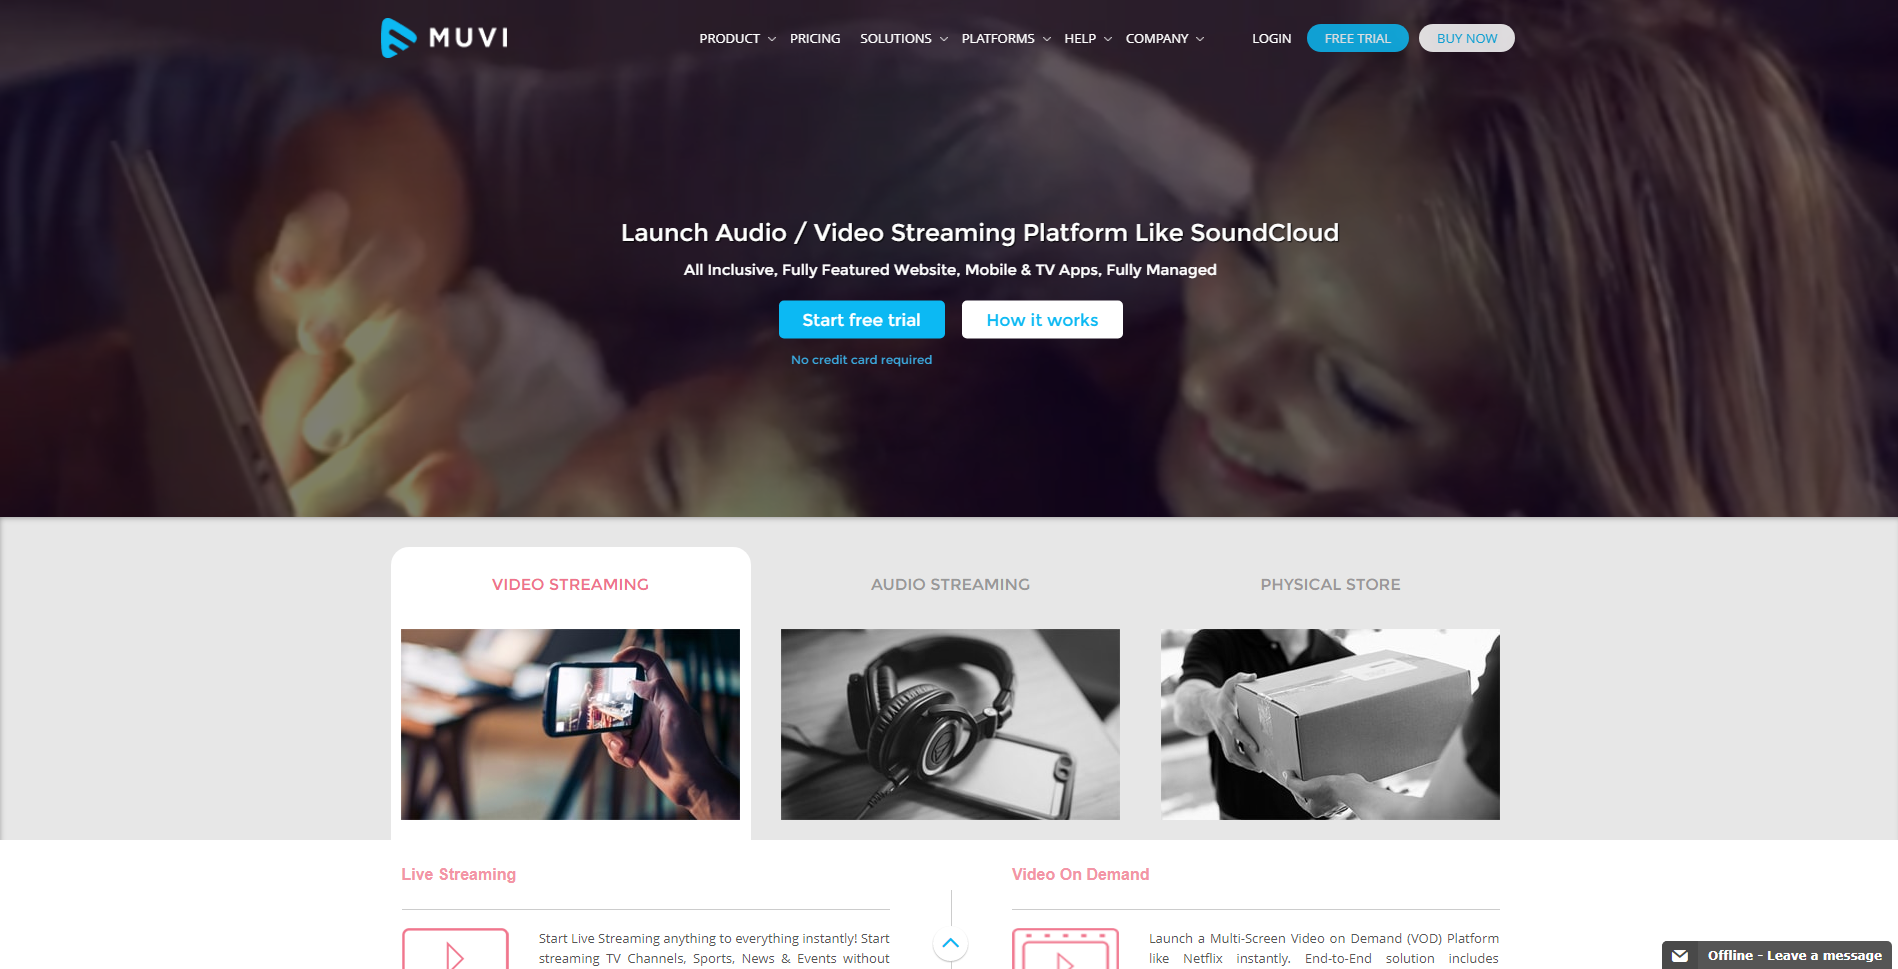 MUVI
PRODUCT PRICING SOLUTIONS PLATFORMS HELP COMPANY LOGIN FREE TRIAL BUY NOW
Launch Audio / Video Streaming Platform Like SoundCloud
All Inclusive, Fully Featured Website, Mobile & TV Apps, Fully Managed
Start free trial How it works
No credit card required
VIDEO STREAMING AUDIO STREAMING PHYSICAL STORE
Live Streaming
Start Live Streaming anything to everything instantly! Start
streaming TV Channels, Sports, News & Events without
Video On Demand
Launch a Multi-Screen Video on Demand (VOD) Platform
like Netflix instantly. End-to-End solution includes
Offline - Leave a message